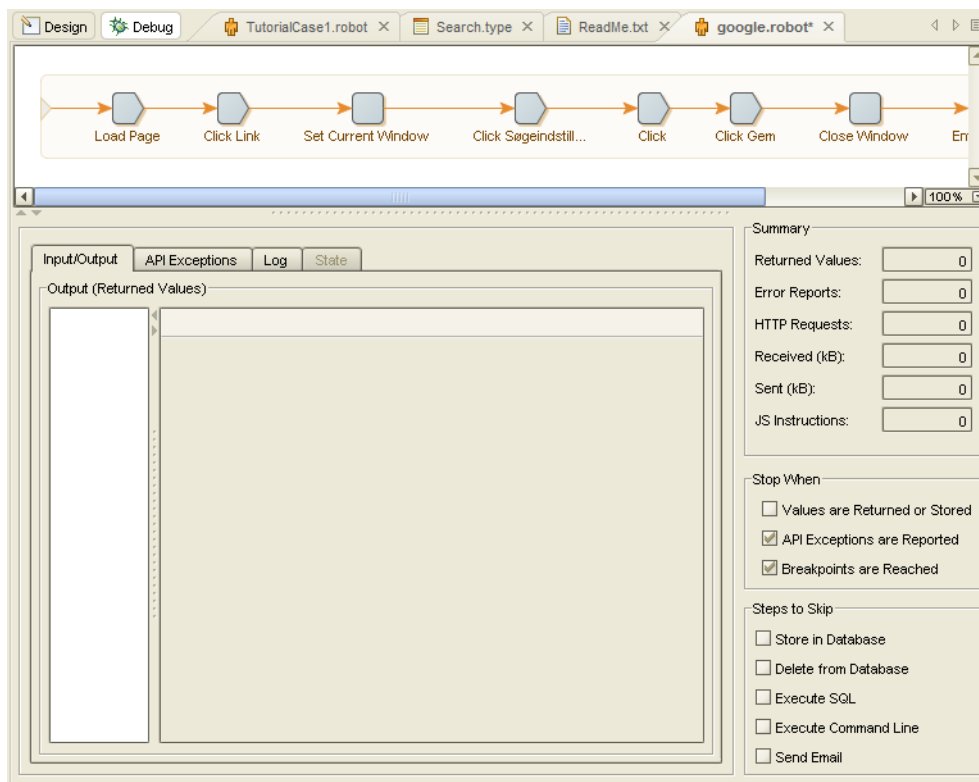 Design Debug TutorialCase1.robot Search.type ReadMe.txt google.robot*
Load Page Click Link Set Current Window Click Søgeindstill... Click Click Gem Close Window
100%
Input/Output API Exceptions Log State
Output (Returned Values)
Summary
Returned Values: 0
Error Reports: 0
HTTP Requests: 0
Received (kB): 0
Sent (kB): 0
JS Instructions: 0
Stop When
Values are Returned or Stored
API Exceptions are Reported
Breakpoints are Reached
Steps to Skip
Store in Database
Delete from Database
Execute SQL
Execute Command Line
Send Email